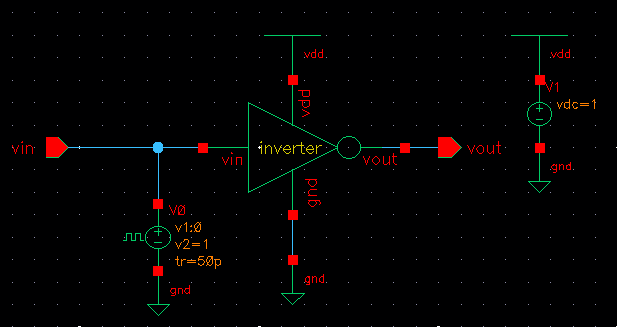 vdd.
vdd.
vdd
V1
vdc=1
vin
vin
inverter
vout
vout
gnd
gnd.
V0
v1:0
v2=1
tr=50p
gnd
gnd.